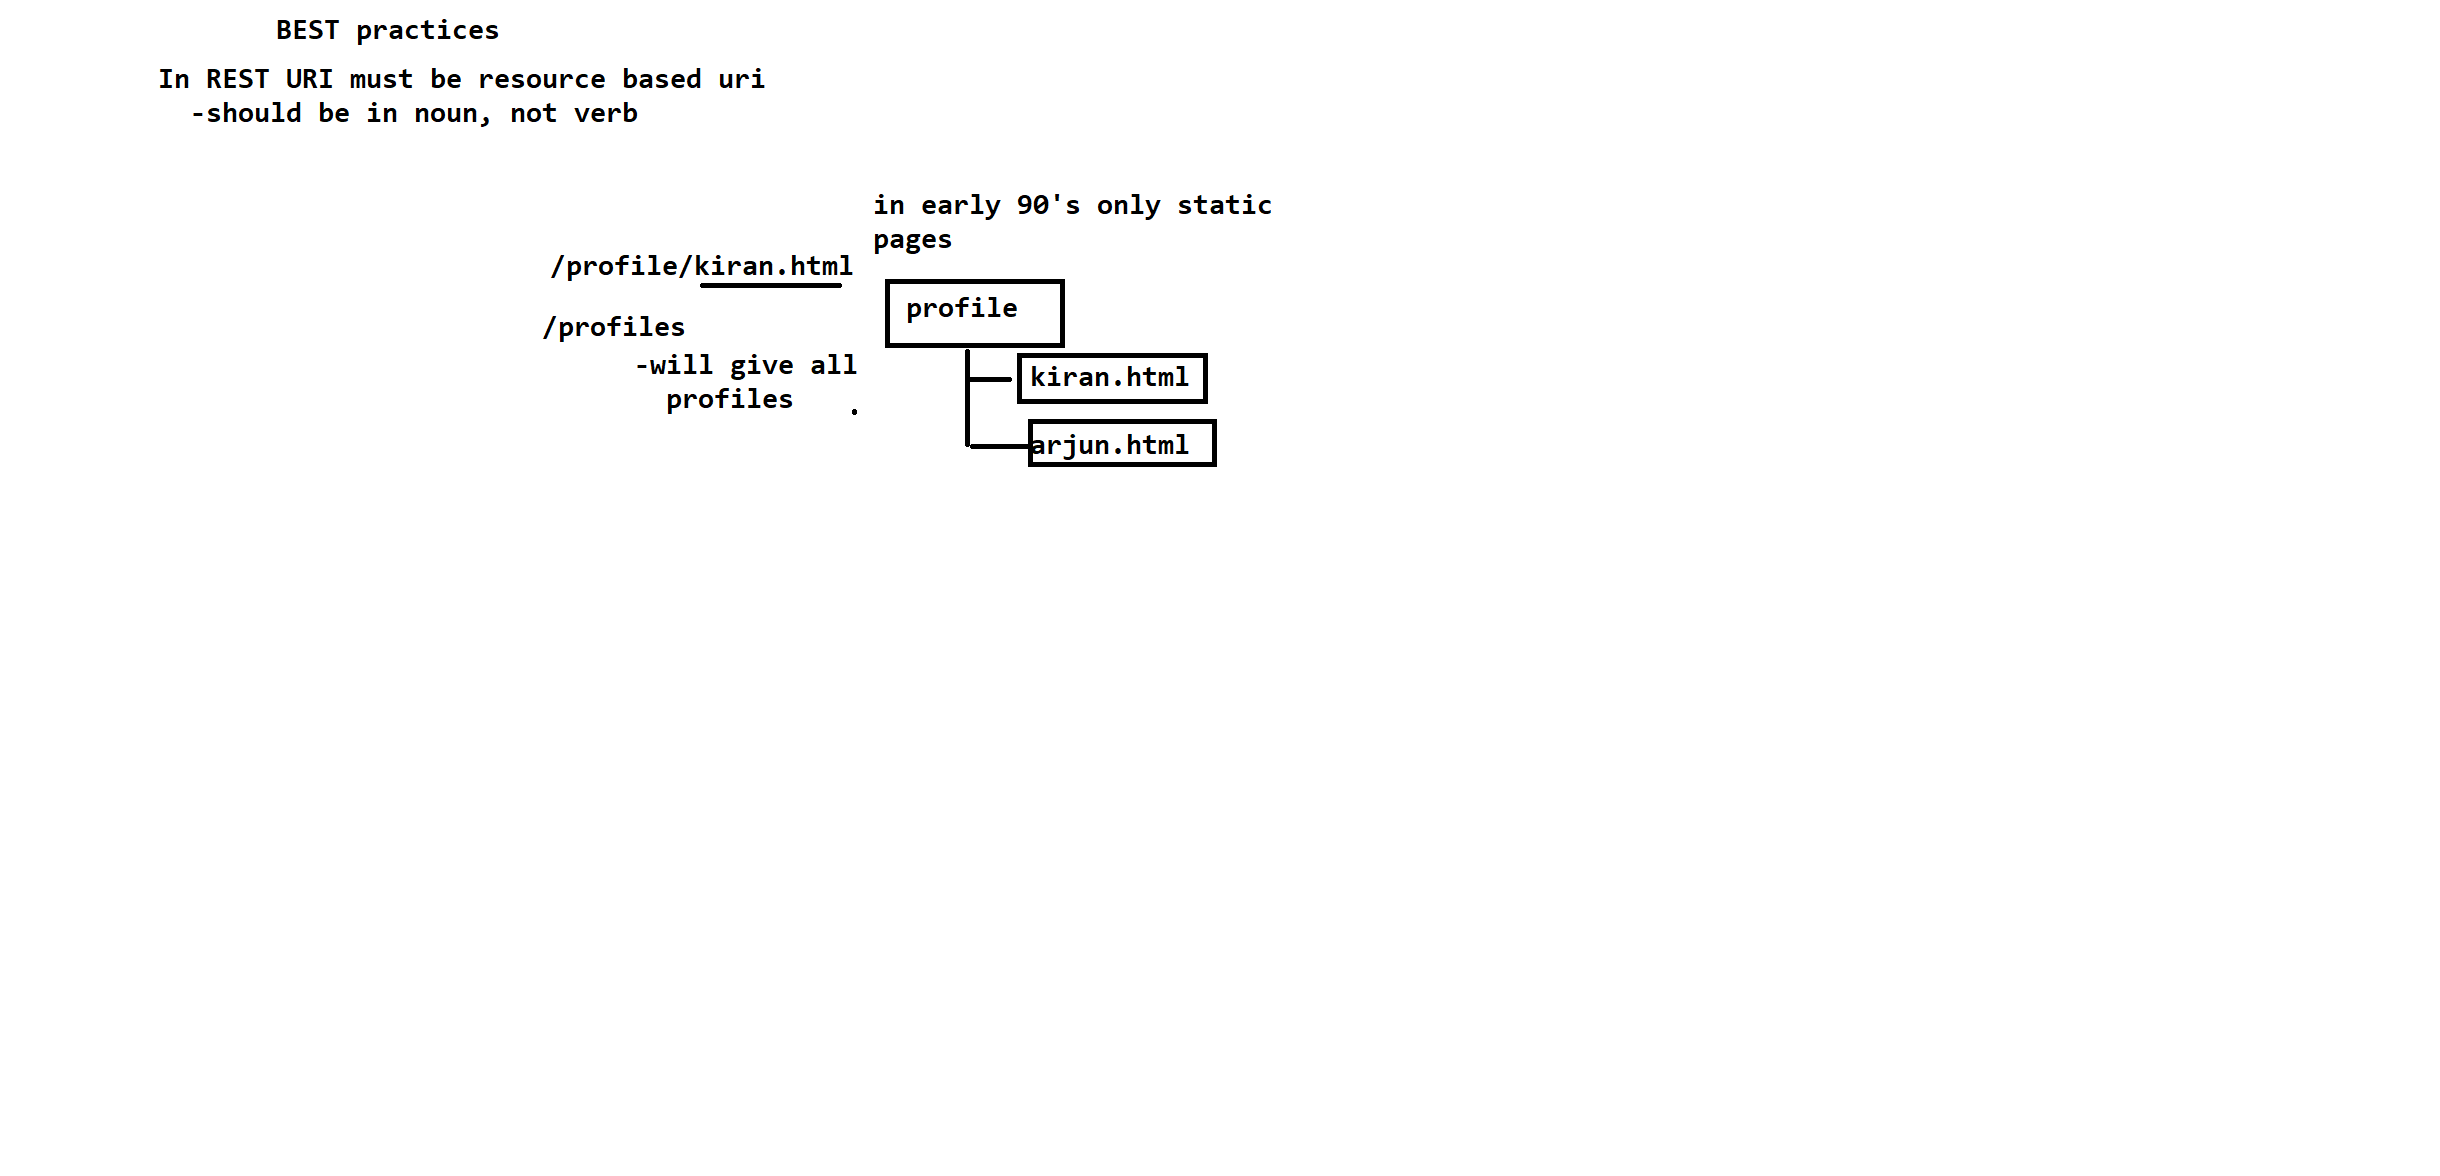 BEST practices
In REST URI must be resource based uri
-should be in noun, not verb
in early 90's only static
pages
/profile/kiran.html
/profiles
-will give all
profiles
profile
kiran.html
arjun.html